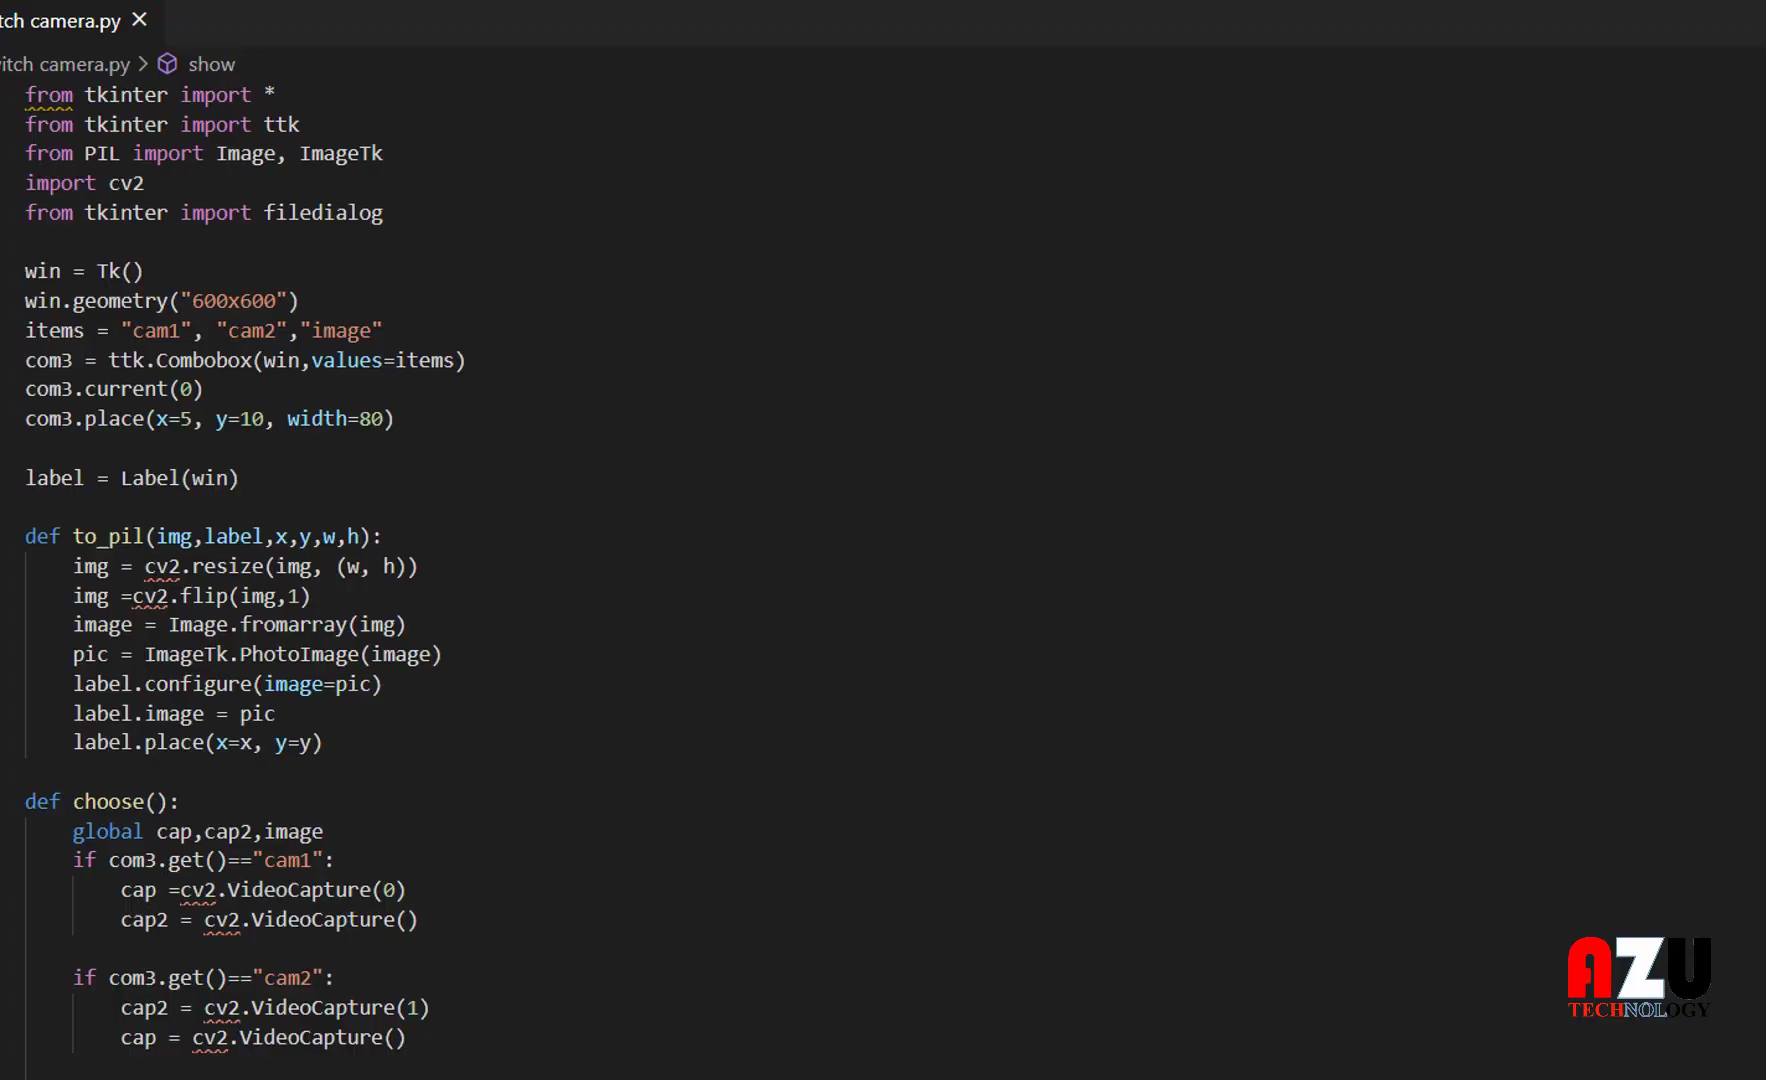 tch camera.py ×
itch camera.py > show
from tkinter import *
from tkinter import ttk
from PIL import Image, ImageTk
import cv2
from tkinter import filedialog
win = Tk()
win.geometry("600x600")
items = "cam1", "cam2","image"
com3 = ttk.Combobox(win,values=items)
com3.current(0)
com3.place(x=5, y=10, width=80)
label = Label(win)
def to_pil(img,label,x,y,w,h):
    img = cv2.resize(img, (w, h))
    img =cv2.flip(img,1)
    image = Image.fromarray(img)
    pic = ImageTk.PhotoImage(image)
    label.configure(image=pic)
    label.image = pic
    label.place(x=x, y=y)
def choose():
    global cap,cap2,image
    if com3.get()=="cam1":
        cap =cv2.VideoCapture(0)
        cap2 = cv2.VideoCapture()
    if com3.get()=="cam2":
        cap2 = cv2.VideoCapture(1)
        cap = cv2.VideoCapture()
AZU
TECHNOLOGY